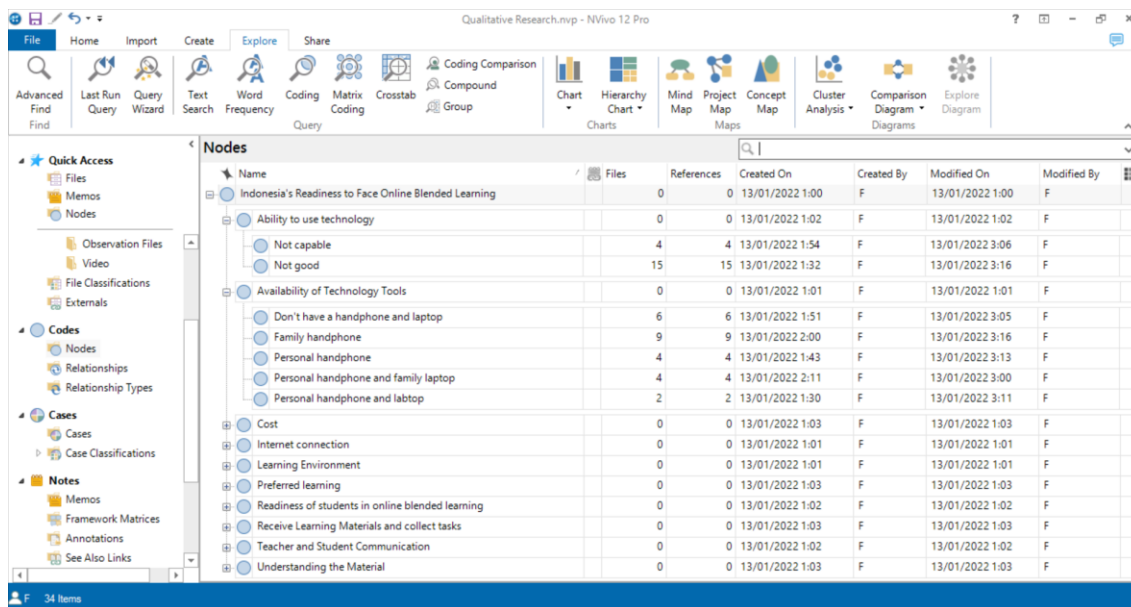 Qualitative Research.nvp - NVivo 12 Pro
File Home Import Create Explore Share
Advanced Find
Last Run Query
Query Wizard
Text Search
Word Frequency
Coding
Matrix Coding
Crosstab
Coding Comparison
Compound
Group
Chart
Hierarchy Chart
Mind Map
Project Map
Concept Map
Cluster Analysis
Comparison Diagram
Explore Diagram
Find Query Charts Maps Diagrams
Quick Access
Files
Memos
Nodes
Observation Files
Video
File Classifications
Externals
Codes
Nodes
Relationships
Relationship Types
Cases
Cases
Case Classifications
Notes
Memos
Framework Matrices
Annotations
See Also Links
Nodes
Name Files References Created On Created By Modified On Modified By
Indonesia's Readiness to Face Online Blended Learning 0 0 13/01/2022 1:00 F 13/01/2022 1:00 F
Ability to use technology 0 0 13/01/2022 1:02 F 13/01/2022 1:02 F
Not capable 4 4 13/01/2022 1:54 F 13/01/2022 3:06 F
Not good 15 15 13/01/2022 1:32 F 13/01/2022 3:16 F
Availability of Technology Tools 0 0 13/01/2022 1:01 F 13/01/2022 1:01 F
Don't have a handphone and laptop 6 6 13/01/2022 1:51 F 13/01/2022 3:05 F
Family handphone 9 9 13/01/2022 2:00 F 13/01/2022 3:16 F
Personal handphone 4 4 13/01/2022 1:43 F 13/01/2022 3:13 F
Personal handphone and family laptop 4 4 13/01/2022 2:11 F 13/01/2022 3:00 F
Personal handphone and labtop 2 2 13/01/2022 1:30 F 13/01/2022 3:11 F
Cost 0 0 13/01/2022 1:03 F 13/01/2022 1:03 F
Internet connection 0 0 13/01/2022 1:01 F 13/01/2022 1:01 F
Learning Environment 0 0 13/01/2022 1:01 F 13/01/2022 1:01 F
Preferred learning 0 0 13/01/2022 1:03 F 13/01/2022 1:03 F
Readiness of students in online blended learning 0 0 13/01/2022 1:02 F 13/01/2022 1:02 F
Receive Learning Materials and collect tasks 0 0 13/01/2022 1:03 F 13/01/2022 1:03 F
Teacher and Student Communication 0 0 13/01/2022 1:02 F 13/01/2022 1:02 F
Understanding the Material 0 0 13/01/2022 1:03 F 13/01/2022 1:03 F
F 34 Items